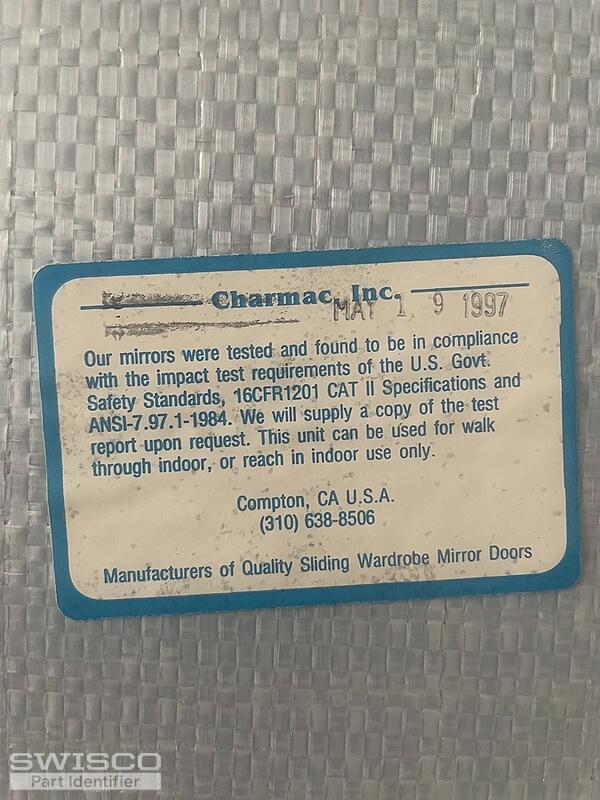 Charmac, Inc.
MAY 19 1997
Our mirrors were tested and found to be in compliance
with the impact test requirements of the U.S. Govt.
Safety Standards, 16CFR1201 CAT II Specifications and
ANSI-7.97.1-1984. We will supply a copy of the test
report upon request. This unit can be used for walk
through indoor, or reach in indoor use only.
Compton, CA U.S.A.
(310) 638-8506
Manufacturers of Quality Sliding Wardrobe Mirror Doors
SWISCO
Part Identifier